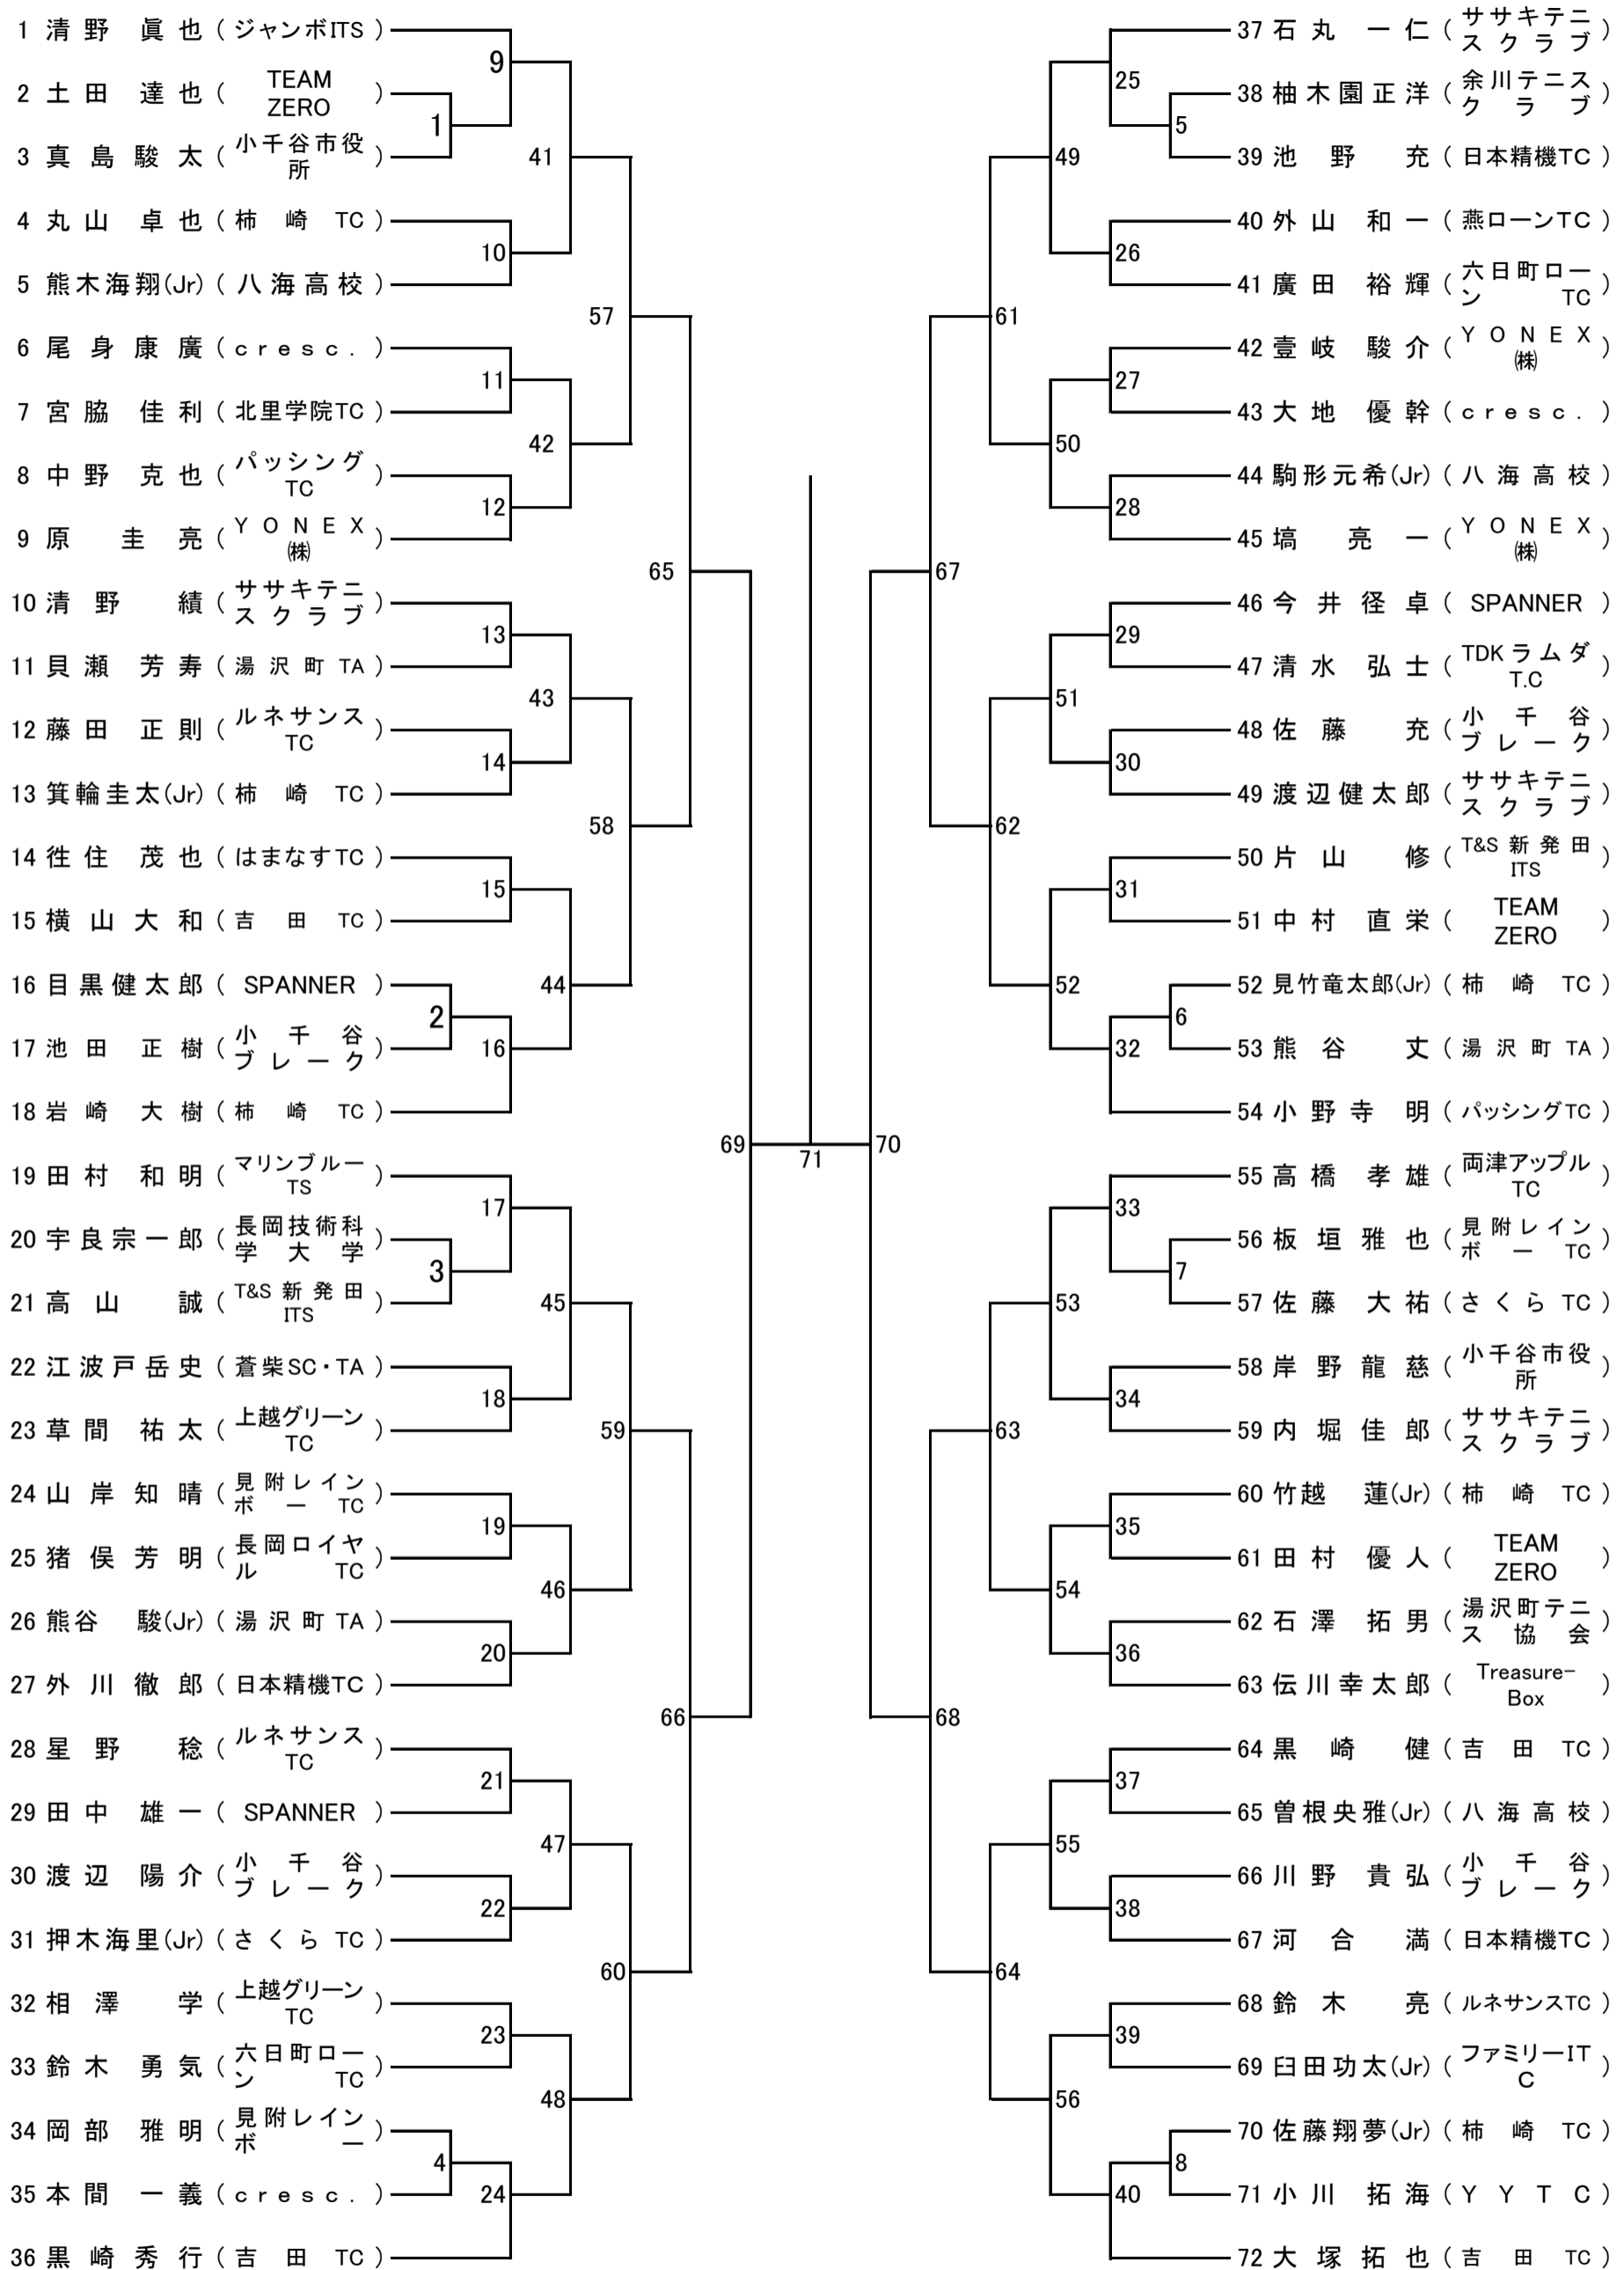 1 清野 眞也 ( ジャンボITS )
2 土田 達也 ( TEAM ZERO )
1
3 真島駿太 ( 小千谷市役所 )
9
4 丸山 卓也 ( 柿崎 TC )
5 熊木海翔(Jr) ( 八海高校 )
10
41
6 尾身康廣 ( cresc. )
7 宮脇 佳利 ( 北里学院TC )
11
8 中野 克也 ( パッシングTC )
9 原 圭亮 ( YONEX㈱ )
12
42
57
10 清野 績 ( ササキテニスクラブ )
11 貝瀬 芳寿 ( 湯沢町 TA )
13
12 藤田 正則 ( ルネサンスTC )
13 箕輪圭太(Jr) ( 柿崎 TC )
14
43
14 徃住 茂也 ( はまなすTC )
15 横山大和 ( 吉田 TC )
15
16 目黒健太郎 ( SPANNER )
17 池田 正樹 ( 小千谷ブレーク )
2
18 岩崎 大樹 ( 柿崎 TC )
16
44
58
65
19 田村 和明 ( マリンブルーTS )
20 宇良宗一郎 ( 長岡技術科学大学 )
21 高山 誠 ( T&S新発田ITS )
3
17
22 江波戸岳史 ( 蒼柴SC・TA )
23 草間 祐太 ( 上越グリーンTC )
18
45
24 山岸知晴 ( 見附レインボーTC )
25 猪俣芳明 ( 長岡ロイヤルTC )
19
26 熊谷 駿(Jr) ( 湯沢町 TA )
27 外川徹郎 ( 日本精機TC )
20
46
59
28 星野 稔 ( ルネサンスTC )
29 田中 雄一 ( SPANNER )
21
30 渡辺 陽介 ( 小千谷ブレーク )
31 押木海里(Jr) ( さくら TC )
22
47
32 相澤 学 ( 上越グリーンTC )
33 鈴木 勇気 ( 六日町ローンTC )
23
34 岡部 雅明 ( 見附レインボー )
35 本間 一義 ( cresc. )
4
36 黒崎秀行 ( 吉田 TC )
24
48
60
66
69
71
70
37 石丸 一仁 ( ササキテニスクラブ )
38 柚木園正洋 ( 余川テニスクラブ )
39 池野 充 ( 日本精機TC )
5
25
40 外山 和一 ( 燕ローンTC )
41 廣田 裕輝 ( 六日町ローンTC )
26
49
42 壹岐 駿介 ( YONEX㈱ )
43 大地 優幹 ( cresc. )
27
44 駒形元希(Jr) ( 八海高校 )
45 塙 亮一 ( YONEX㈱ )
28
50
61
46 今井径卓 ( SPANNER )
47 清水 弘士 ( TDKラムダT.C )
29
48 佐藤 充 ( 小千谷ブレーク )
49 渡辺健太郎 ( ササキテニスクラブ )
30
51
50 片山 修 ( T&S新発田ITS )
51 中村 直栄 ( TEAM ZERO )
31
52 見竹竜太郎(Jr) ( 柿崎 TC )
53 熊谷 丈 ( 湯沢町 TA )
6
54 小野寺 明 ( パッシングTC )
32
52
62
67
55 高橋 孝雄 ( 両津アップルTC )
56 板垣雅也 ( 見附レインボーTC )
57 佐藤 大祐 ( さくら TC )
7
33
58 岸野龍慈 ( 小千谷市役所 )
59 内堀佳郎 ( ササキテニスクラブ )
34
53
60 竹越 蓮(Jr) ( 柿崎 TC )
61 田村 優人 ( TEAM ZERO )
35
62 石澤 拓男 ( 湯沢町テニス協会 )
63 伝川幸太郎 ( Treasure-Box )
36
54
63
64 黒崎 健 ( 吉田 TC )
65 曽根央雅(Jr) ( 八海高校 )
37
66 川野 貴弘 ( 小千谷ブレーク )
67 河合 満 ( 日本精機TC )
38
55
68 鈴木 亮 ( ルネサンスTC )
69 臼田功太(Jr) ( ファミリーITC )
39
70 佐藤翔夢(Jr) ( 柿崎 TC )
71 小川 拓海 ( YYTC )
8
72 大塚拓也 ( 吉田 TC )
40
56
64
68